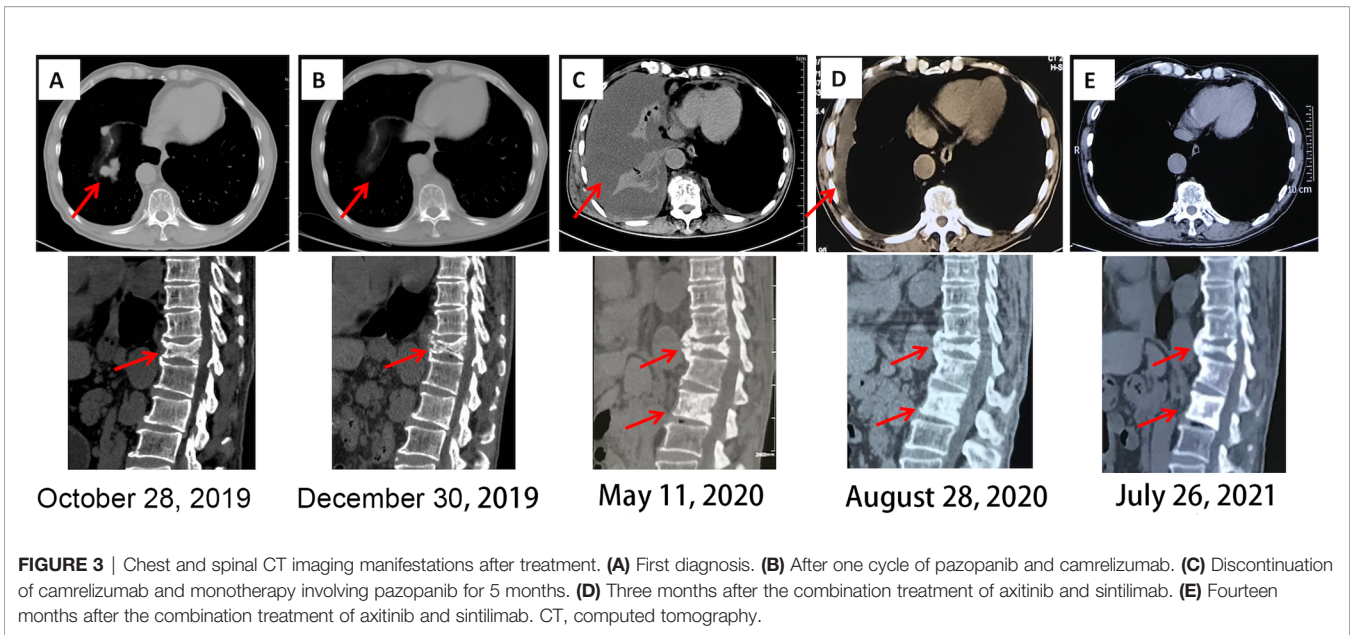 A
B
C
D
E
R
10 cm
October 28, 2019
December 30, 2019
May 11, 2020
August 28, 2020
July 26, 2021
FIGURE 3 | Chest and spinal CT imaging manifestations after treatment. (A) First diagnosis. (B) After one cycle of pazopanib and camrelizumab. (C) Discontinuation
of camrelizumab and monotherapy involving pazopanib for 5 months. (D) Three months after the combination treatment of axitinib and sintilimab. (E) Fourteen
months after the combination treatment of axitinib and sintilimab. CT, computed tomography.